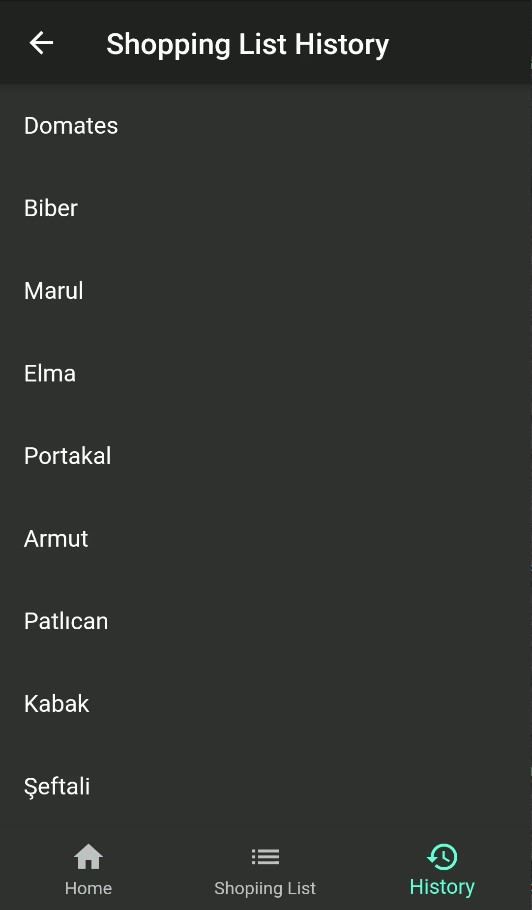 Shopping List History
Domates
Biber
Marul
Elma
Portakal
Armut
Patlıcan
Kabak
Şeftali
Home
Shopiing List
History